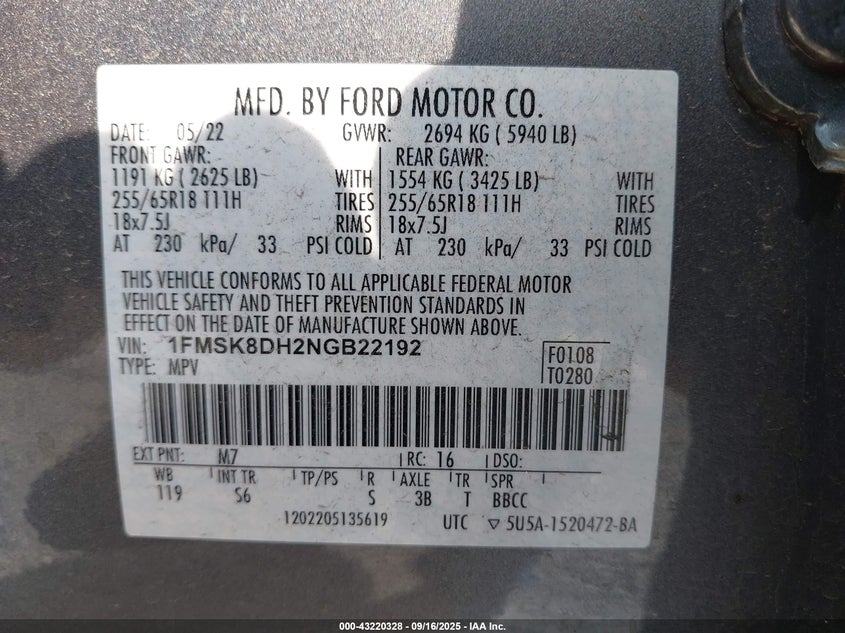 MFD. BY FORD MOTOR CO.
DATE: 05/22 GVWR: 2694 KG ( 5940 LB)
FRONT GAWR: REAR GAWR:
1191 KG ( 2625 LB) WITH 1554 KG ( 3425 LB) WITH
255/65R18 111H TIRES 255/65R18 111H TIRES
18x7.5J RIMS 18x7.5J RIMS
AT 230 kPa/ 33 PSI COLD AT 230 kPa/ 33 PSI COLD
THIS VEHICLE CONFORMS TO ALL APPLICABLE FEDERAL MOTOR
VEHICLE SAFETY AND THEFT PREVENTION STANDARDS IN
EFFECT ON THE DATE OF MANUFACTURE SHOWN ABOVE.
VIN: 1FMSK8DH2NGB22192 F0108
TYPE: MPV T0280
EXT PNT: M7 RC: 16 DSO:
WB INT TR TP/PS R AXLE TR SPR
119 S6 S 3B T BBCC
1202205135619 UTC ▽ 5U5A-1520472-BA
000-43220328 - 09/16/2025 - IAA Inc.